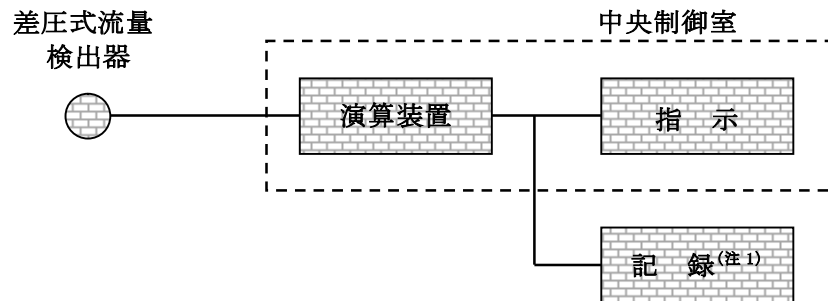 差圧式流量
検出器
中央制御室
演算装置
指 示
記 録(注1)